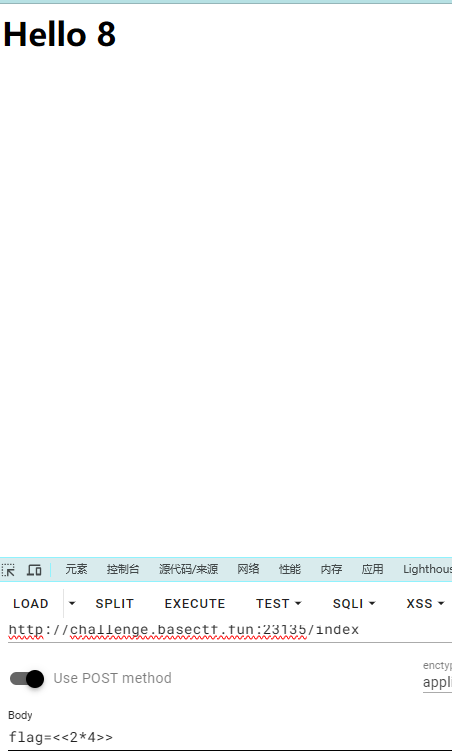 Hello 8
元素 控制台 源代码/来源 网络 性能 内存 应用 Lighthous
LOAD SPLIT EXECUTE TEST SQLI XSS
http://challenge.basectf.fun:23135/index
enctyp
Use POST method
appli
Body
flag=<<2*4>>